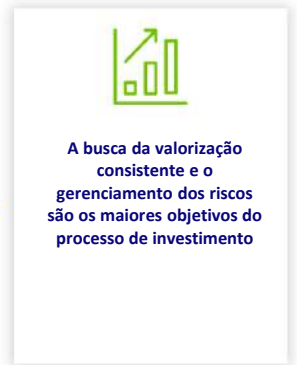 A busca da valorização
consistente e o
gerenciamento dos riscos
são os maiores objetivos do
processo de investimento